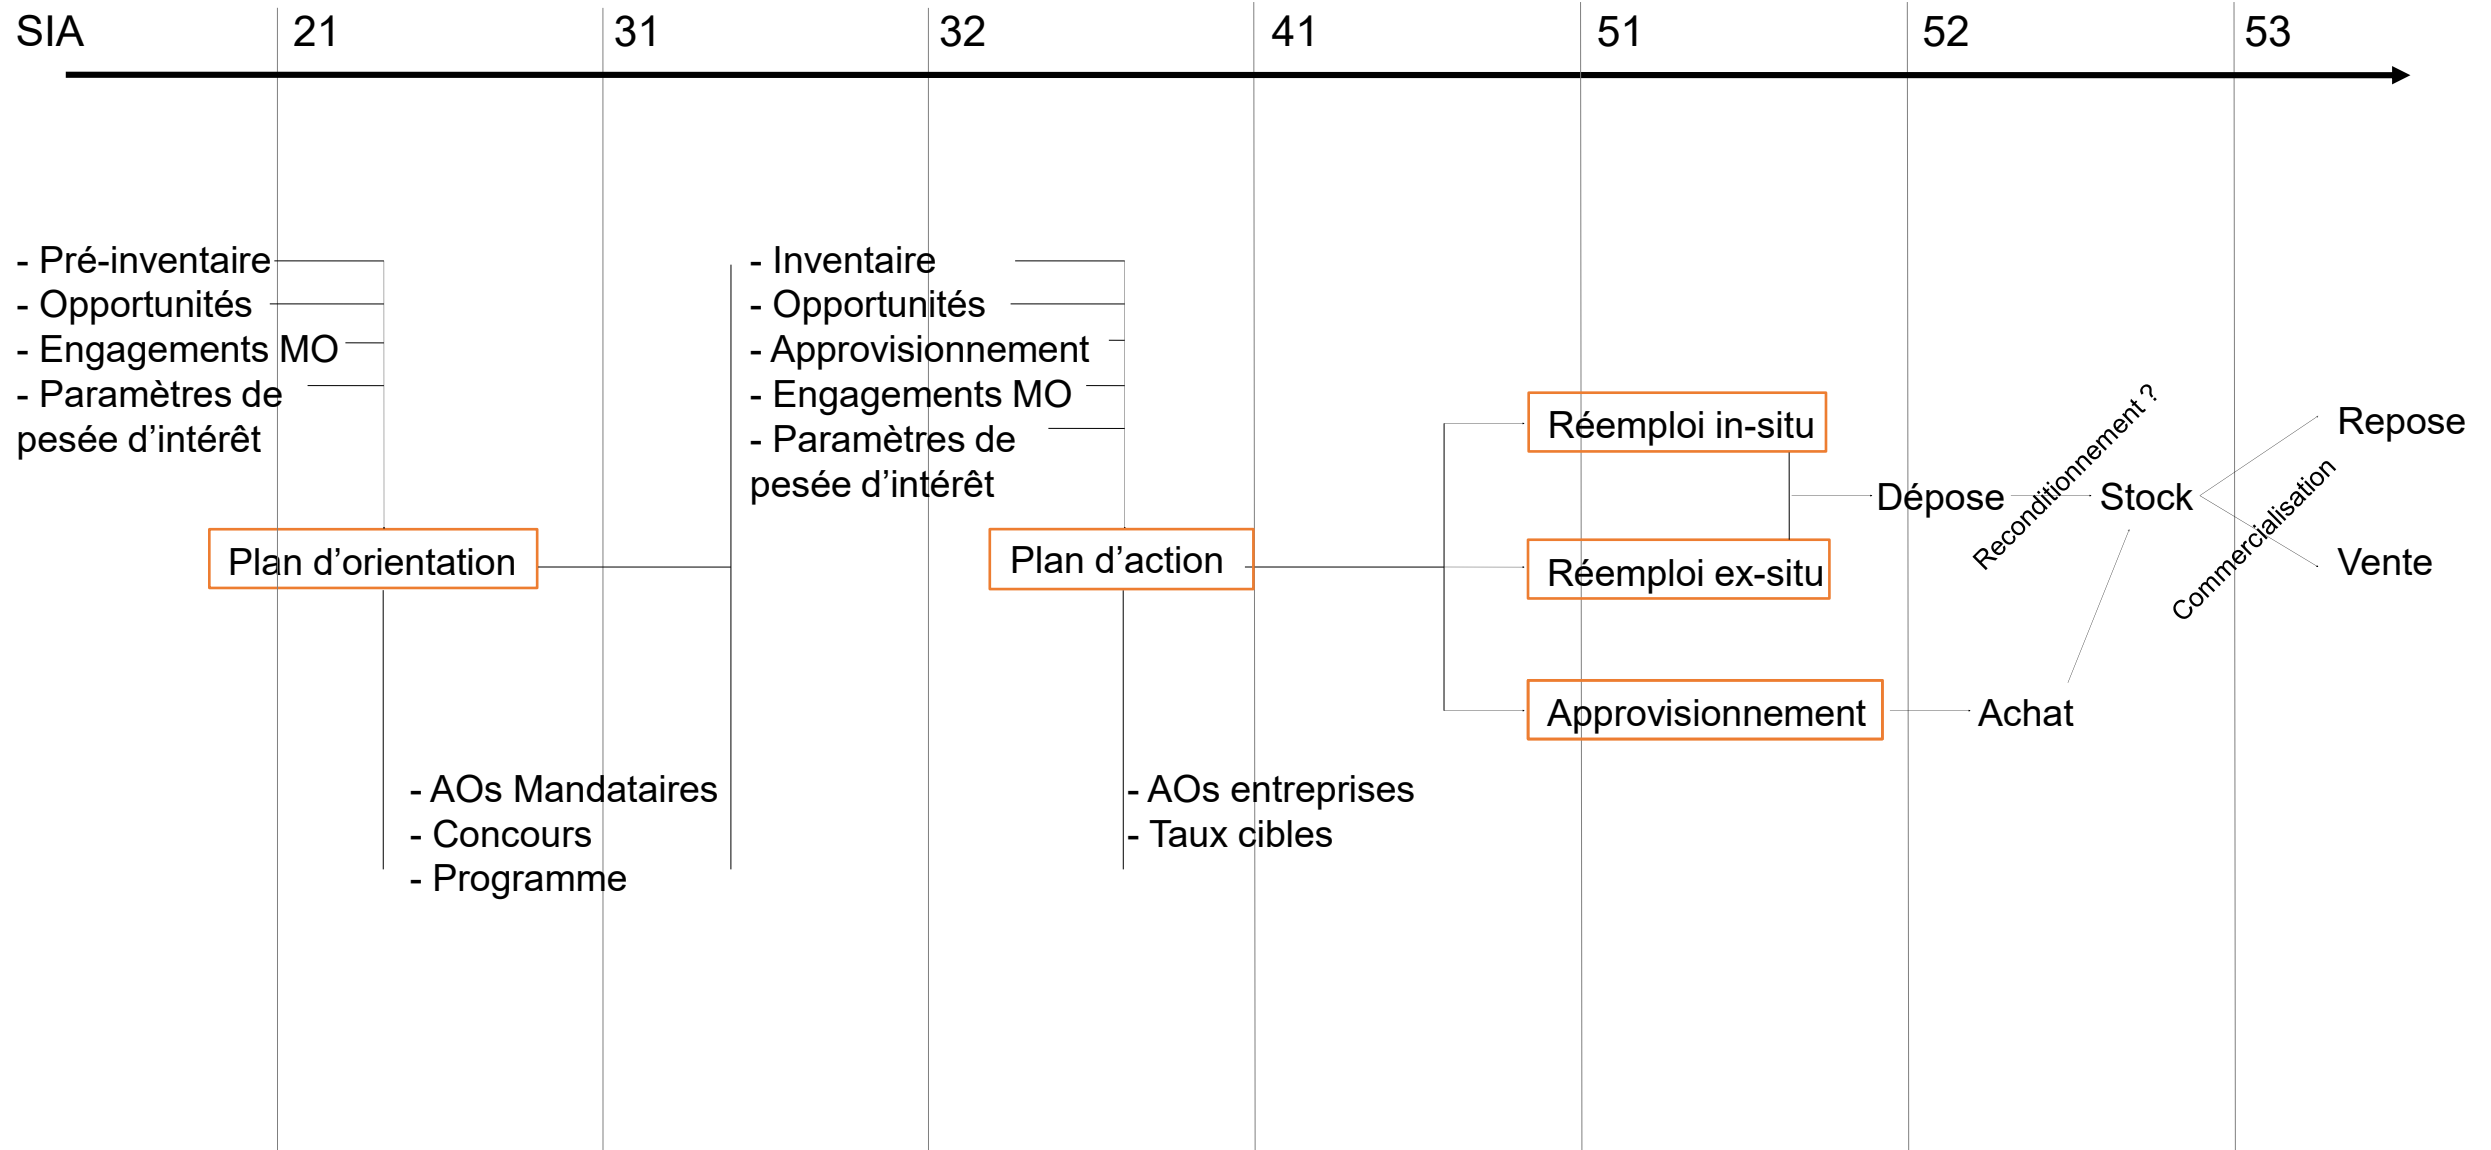 SIA 21 31 32 41 51 52 53
- Pré-inventaire
- Opportunités
- Engagements MO
- Paramètres de
pesée d’intérêt
Plan d’orientation
- AOs Mandataires
- Concours
- Programme
- Inventaire
- Opportunités
- Approvisionnement
- Engagements MO
- Paramètres de
pesée d’intérêt
Plan d’action
- AOs entreprises
- Taux cibles
Réemploi in-situ
Réemploi ex-situ
Approvisionnement
Dépose
Reconditionnement ?
Stock
Achat
Commercialisation
Repose
Vente